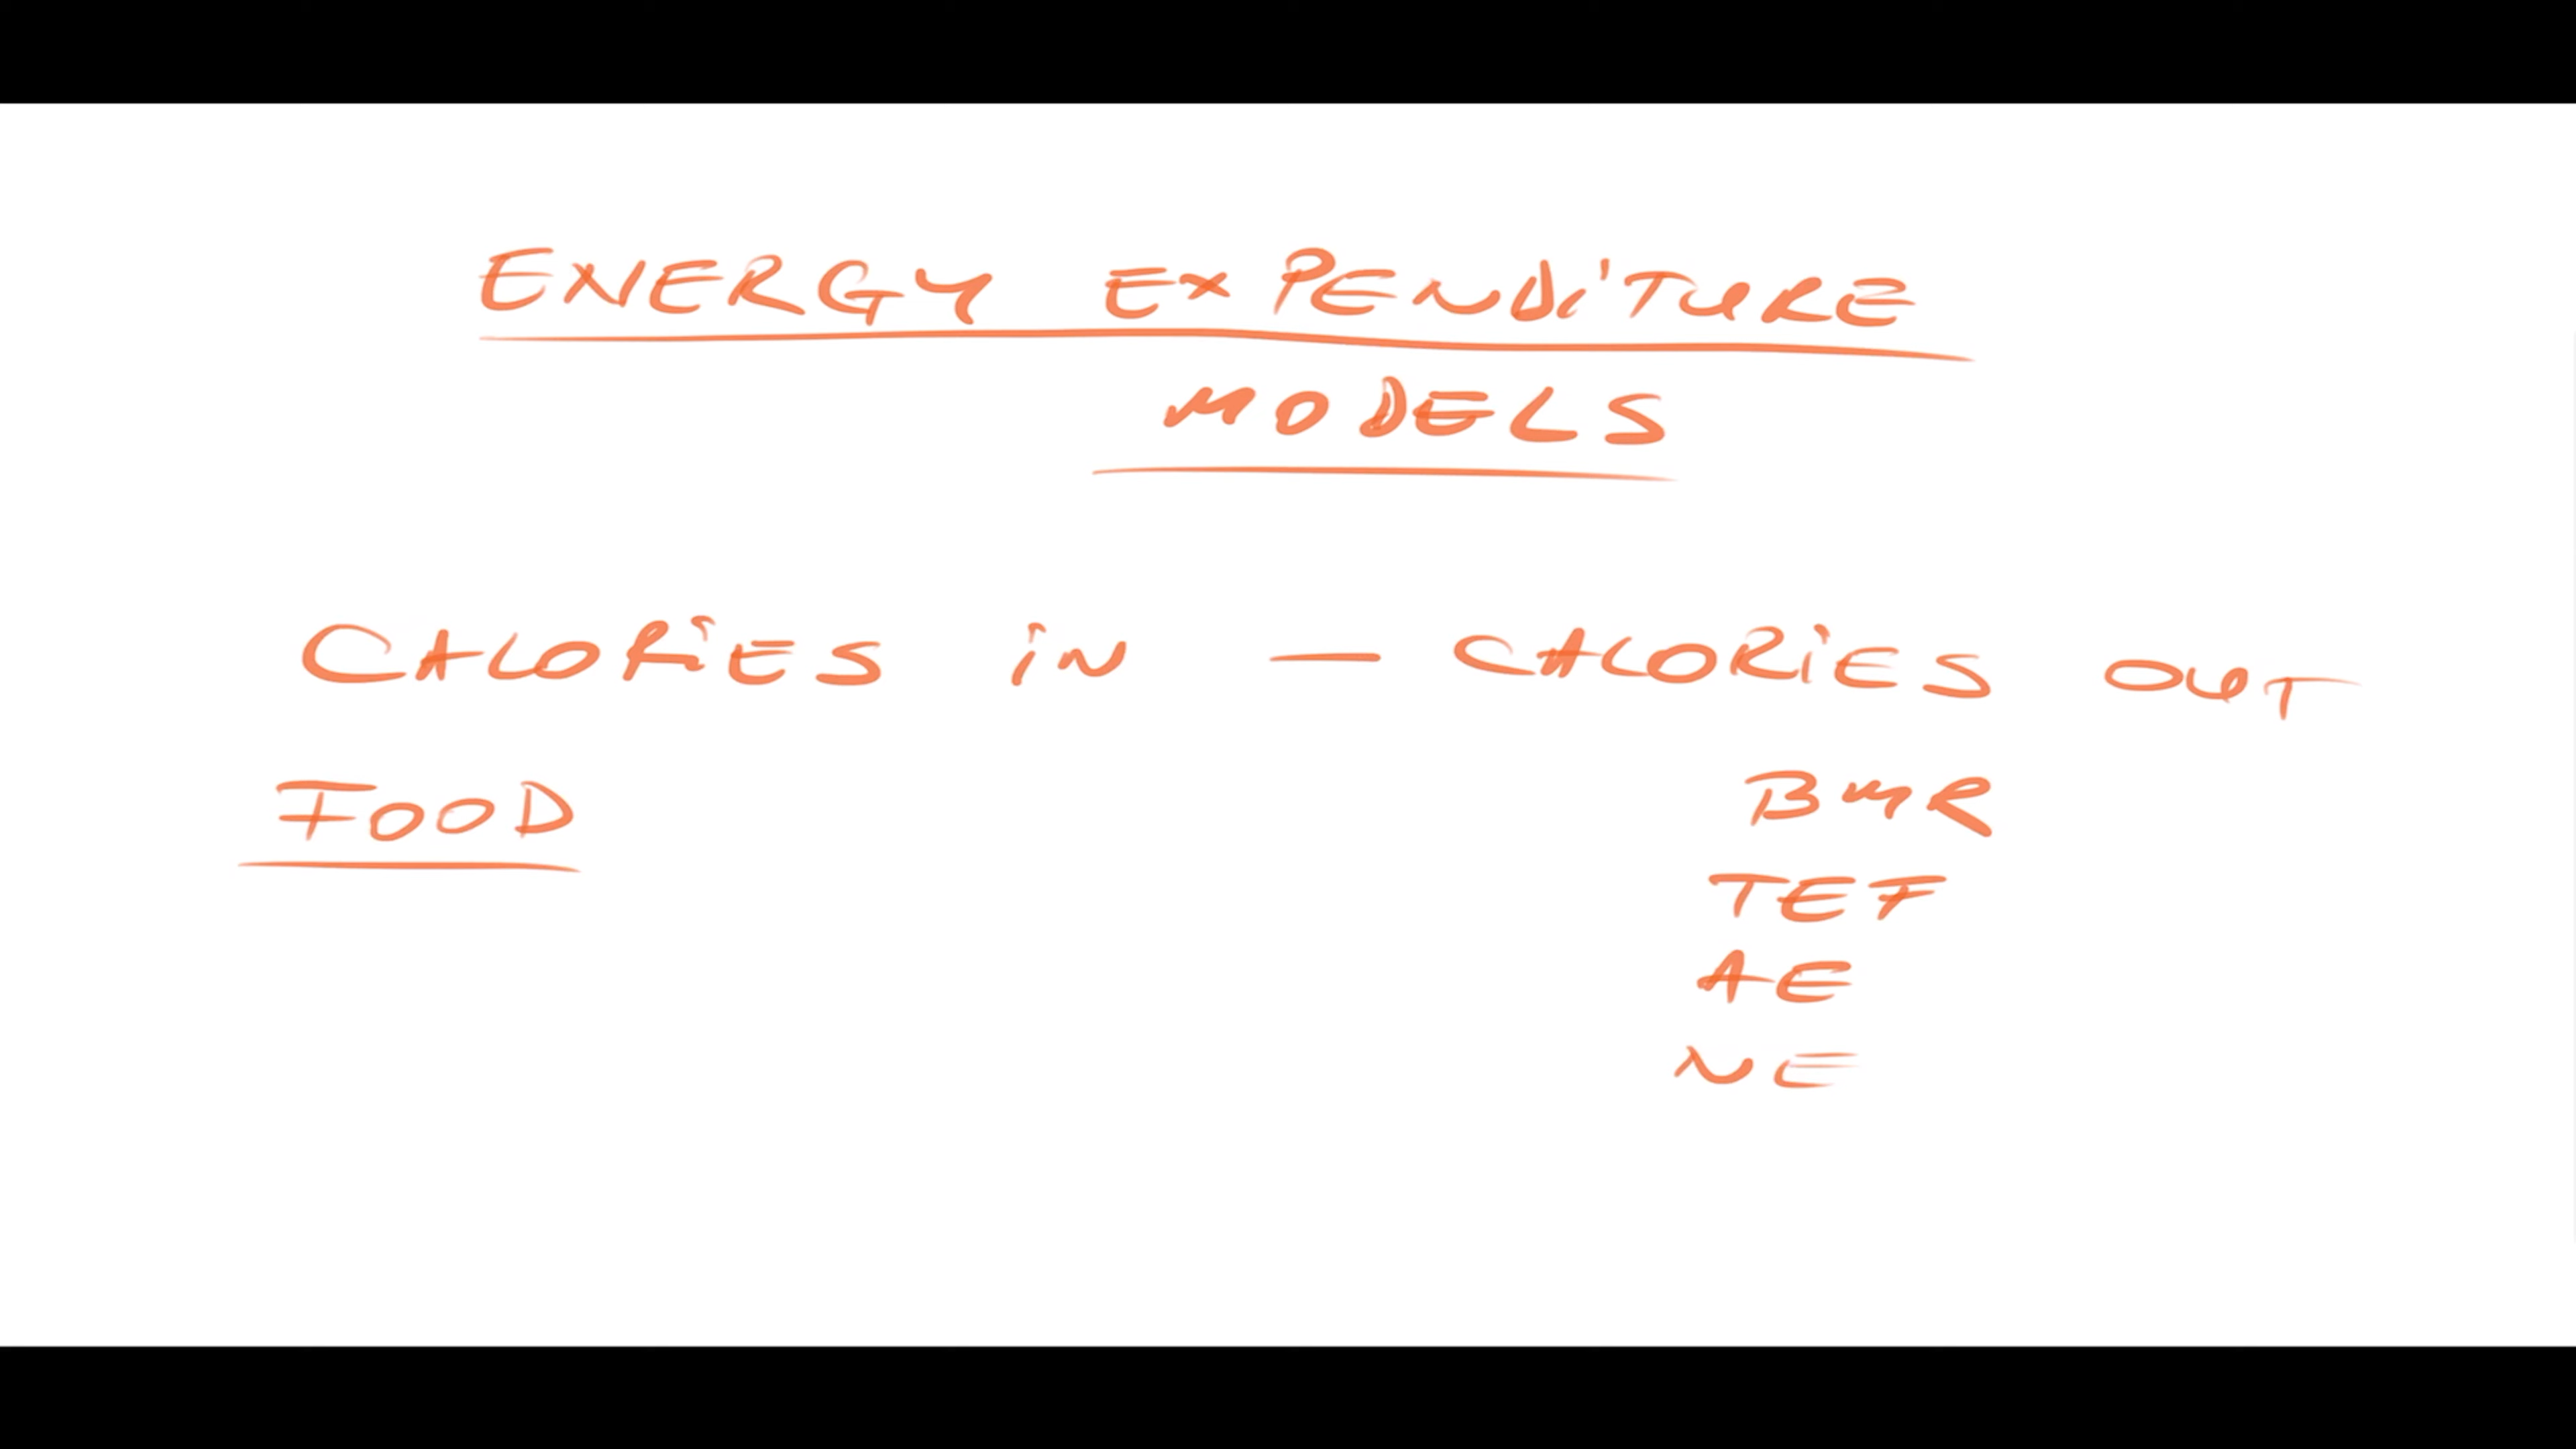 ENERGY EXPENDITURE
MODELS
CALORIES IN — CALORIES OUT
FOOD
BMR
TEF
AE
NE